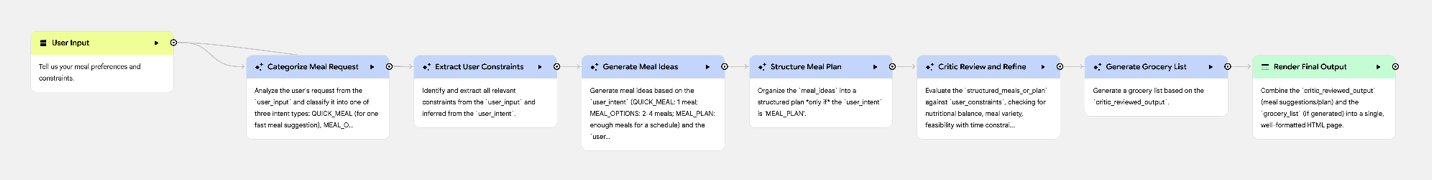 User Input
Tell us your meal preferences and
constraints.
Categorize Meal Request
Analyze the user's request from the
`user_input` and classify it into one of
three intent types: QUICK_MEAL (for one
fast meal suggestion), MEAL_O...
Extract User Constraints
Identify and extract all relevant
constraints from the `user_input` and
inferred from the `user_intent`.
Generate Meal Ideas
Generate meal ideas based on the
`user_intent` (QUICK_MEAL: 1 meal;
MEAL_OPTIONS: 2-4 meals; MEAL_PLAN:
enough meals for a schedule) and the
`user...
Structure Meal Plan
Organize the `meal_ideas` into a
structured plan *only if* the `user_intent`
is 'MEAL_PLAN'.
Critic Review and Refine
Evaluate the `structured_meals_or_plan`
against `user_constraints`, checking for
nutritional balance, meal variety,
feasibility with time constrai...
Generate Grocery List
Generate a grocery list based on the
`critic_reviewed_output`.
Render Final Output
Combine the `critic_reviewed_output`
(meal suggestions/plan) and the
`grocery_list` (if generated) into a single,
well-formatted HTML page.